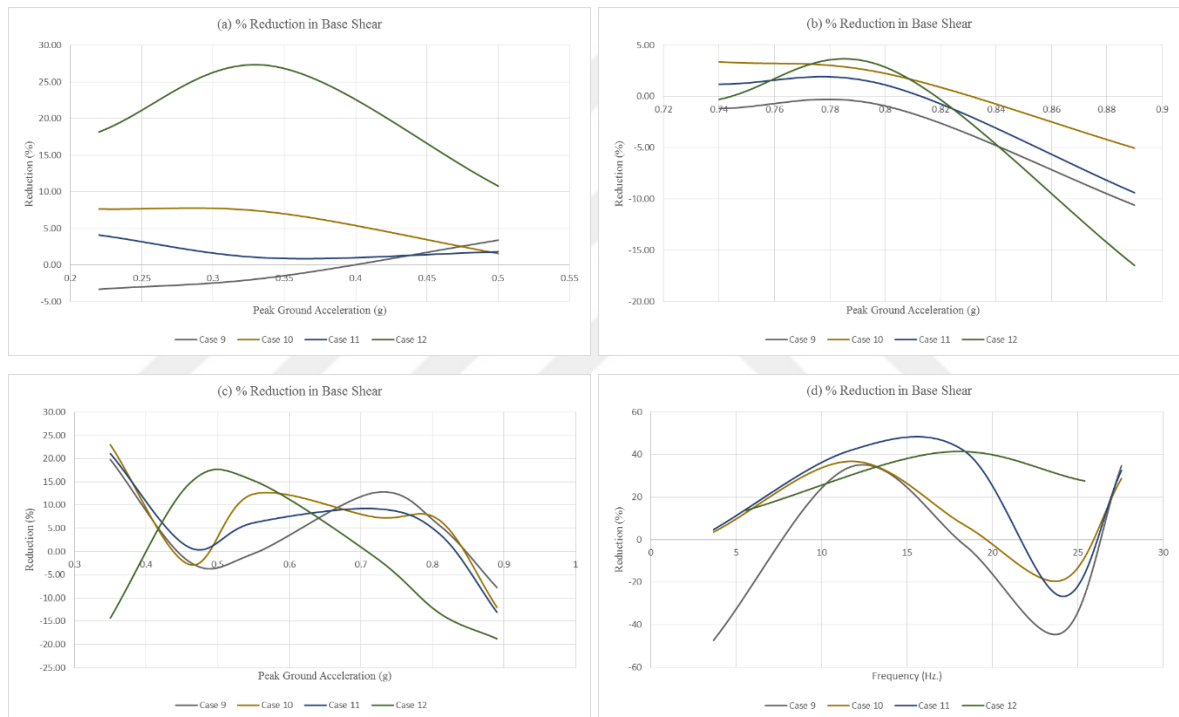 (a) % Reduction in Base Shear
30.00
25.00
20.00
15.00
10.00
5.00
0.00
-5.00
Reduction (%)
0.2 0.25 0.3 0.35 0.4 0.45 0.5 0.55
Peak Ground Acceleration (g)
Case 9 Case 10 Case 11 Case 12
(b) % Reduction in Base Shear
5.00
0.00
-5.00
-10.00
-15.00
-20.00
Reduction (%)
0.72 0.74 0.76 0.78 0.8 0.82 0.84 0.86 0.88 0.9
Peak Ground Acceleration (g)
Case 9 Case 10 Case 11 Case 12
(c) % Reduction in Base Shear
30.00
25.00
20.00
15.00
10.00
5.00
0.00
-5.00
-10.00
-15.00
-20.00
-25.00
Reduction (%)
0.3 0.4 0.5 0.6 0.7 0.8 0.9 1
Peak Ground Acceleration (g)
Case 9 Case 10 Case 11 Case 12
(d) % Reduction in Base Shear
60
40
20
0
-20
-40
-60
Reduction (%)
0 5 10 15 20 25 30
Frequency (Hz.)
Case 9 Case 10 Case 11 Case 12